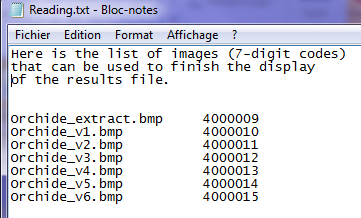 Reading.txt - Bloc-notes
Fichier Edition Format Affichage ?
Here is the list of images (7-digit codes)
that can be used to finish the display
of the results file.
Orchide_extract.bmp 4000009
Orchide_v1.bmp 4000010
Orchide_v2.bmp 4000011
Orchide_v3.bmp 4000012
Orchide_v4.bmp 4000013
Orchide_v5.bmp 4000014
Orchide_v6.bmp 4000015